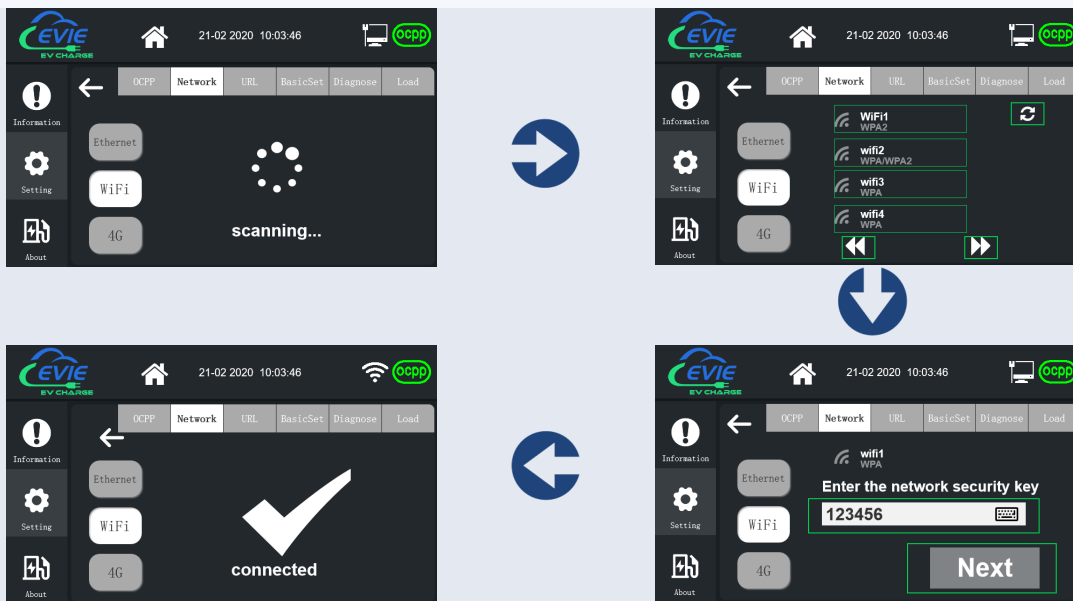 EVIE
EV CHARGE
21-02 2020 10:03:46
ocpp
OCPP Network URL BasicSet Diagnose Load
Information
Ethernet
Setting
WiFi
scanning...
4G
About
EVIE
EV CHARGE
21-02 2020 10:03:46
ocpp
OCPP Network URL BasicSet Diagnose Load
WiFi1
WPA2
Information
Ethernet
wifi2
WPA/WPA2
Setting
WiFi
wifi3
WPA
wifi4
WPA
4G
About
EVIE
EV CHARGE
21-02 2020 10:03:46
ocpp
OCPP Network URL BasicSet Diagnose Load
wifi1
WPA
Information
Ethernet
Enter the network security key
123456
Setting
WiFi
4G
Next
About
EVIE
EV CHARGE
21-02 2020 10:03:46
ocpp
OCPP Network URL BasicSet Diagnose Load
Information
Ethernet
Setting
WiFi
connected
4G
About